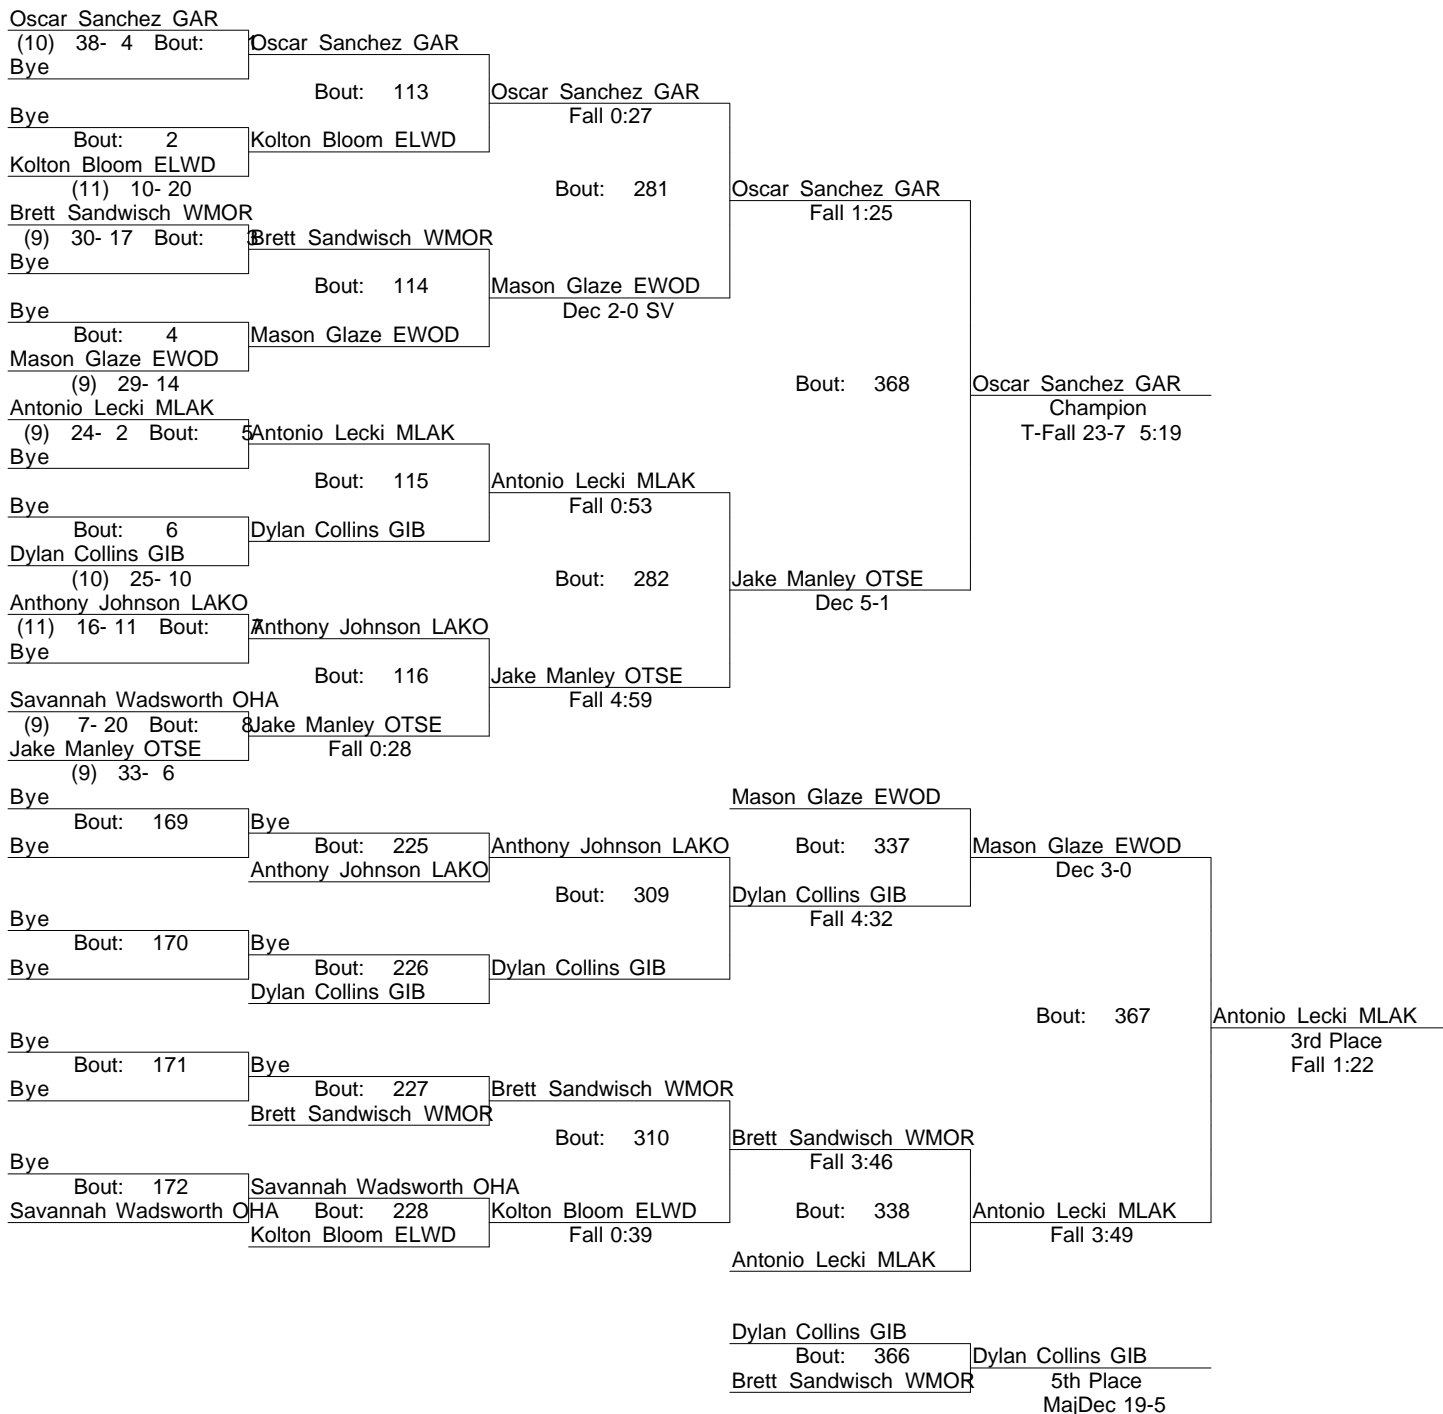 Oscar Sanchez GAR
(10) 38- 4 Bout: 1
Oscar Sanchez GAR
Bye
Bout: 113
Oscar Sanchez GAR
Fall 0:27
Bye
Bout: 2
Kolton Bloom ELWD
Kolton Bloom ELWD
(11) 10- 20
Bout: 281
Oscar Sanchez GAR
Fall 1:25
Brett Sandwisch WMOR
(9) 30- 17 Bout: 3
Brett Sandwisch WMOR
Bye
Bout: 114
Mason Glaze EWOD
Dec 2-0 SV
Bye
Bout: 4
Mason Glaze EWOD
Mason Glaze EWOD
(9) 29- 14
Bout: 368
Oscar Sanchez GAR
Champion
T-Fall 23-7 5:19
Antonio Lecki MLAK
(9) 24- 2 Bout: 5
Antonio Lecki MLAK
Bye
Bout: 115
Antonio Lecki MLAK
Fall 0:53
Bye
Bout: 6
Dylan Collins GIB
Dylan Collins GIB
(10) 25- 10
Bout: 282
Jake Manley OTSE
Dec 5-1
Anthony Johnson LAKO
(11) 16- 11 Bout: 7
Anthony Johnson LAKO
Bye
Bout: 116
Jake Manley OTSE
Fall 4:59
Savannah Wadsworth OHA
(9) 7- 20 Bout: 8
Jake Manley OTSE
Fall 0:28
Jake Manley OTSE
(9) 33- 6
Bye
Bout: 169
Bye
Bye
Bout: 225
Anthony Johnson LAKO
Anthony Johnson LAKO
Mason Glaze EWOD
Bout: 337
Mason Glaze EWOD
Dec 3-0
Bout: 309
Dylan Collins GIB
Fall 4:32
Bye
Bout: 170
Bye
Bye
Bout: 226
Dylan Collins GIB
Dylan Collins GIB
Bout: 367
Antonio Lecki MLAK
3rd Place
Fall 1:22
Bye
Bout: 171
Bye
Bye
Bout: 227
Brett Sandwisch WMOR
Brett Sandwisch WMOR
Bout: 310
Brett Sandwisch WMOR
Fall 3:46
Bye
Bout: 172
Savannah Wadsworth OHA
Savannah Wadsworth OHA
Bout: 228
Kolton Bloom ELWD
Kolton Bloom ELWD
Fall 0:39
Bout: 338
Antonio Lecki MLAK
Fall 3:49
Antonio Lecki MLAK
Dylan Collins GIB
Bout: 366
Dylan Collins GIB
Brett Sandwisch WMOR
5th Place
MajDec 19-5